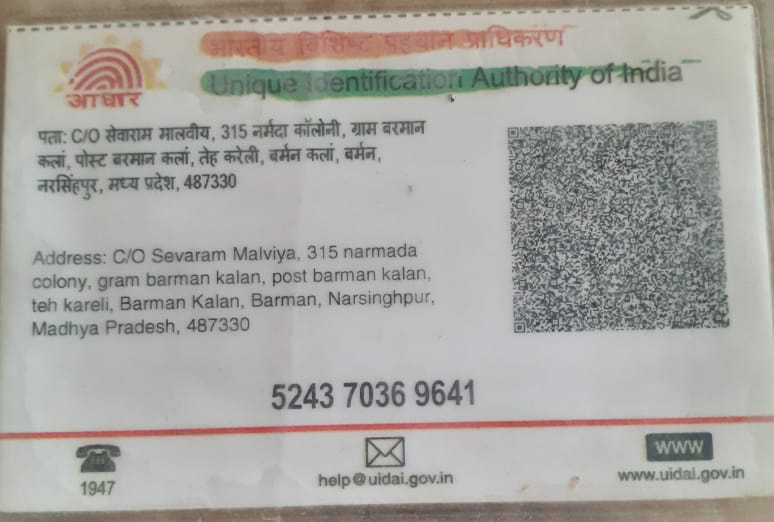 भारतीय विशिष्ट पहचान प्राधिकरण
Unique Identification Authority of India
आधार
पता: C/O सेवाराम मालवीय, 315 नर्मदा कॉलोनी, ग्राम बरमान
कलां, पोस्ट बरमान कलां, तेह करेली, बर्मन कलां, बर्मन,
नरसिंहपुर, मध्य प्रदेश, 487330
Address: C/O Sevaram Malviya, 315 narmada
colony, gram barman kalan, post barman kalan,
teh kareli, Barman Kalan, Barman, Narsinghpur,
Madhya Pradesh, 487330
5243 7036 9641
1947
help@uidai.gov.in
www
www.uidai.gov.in